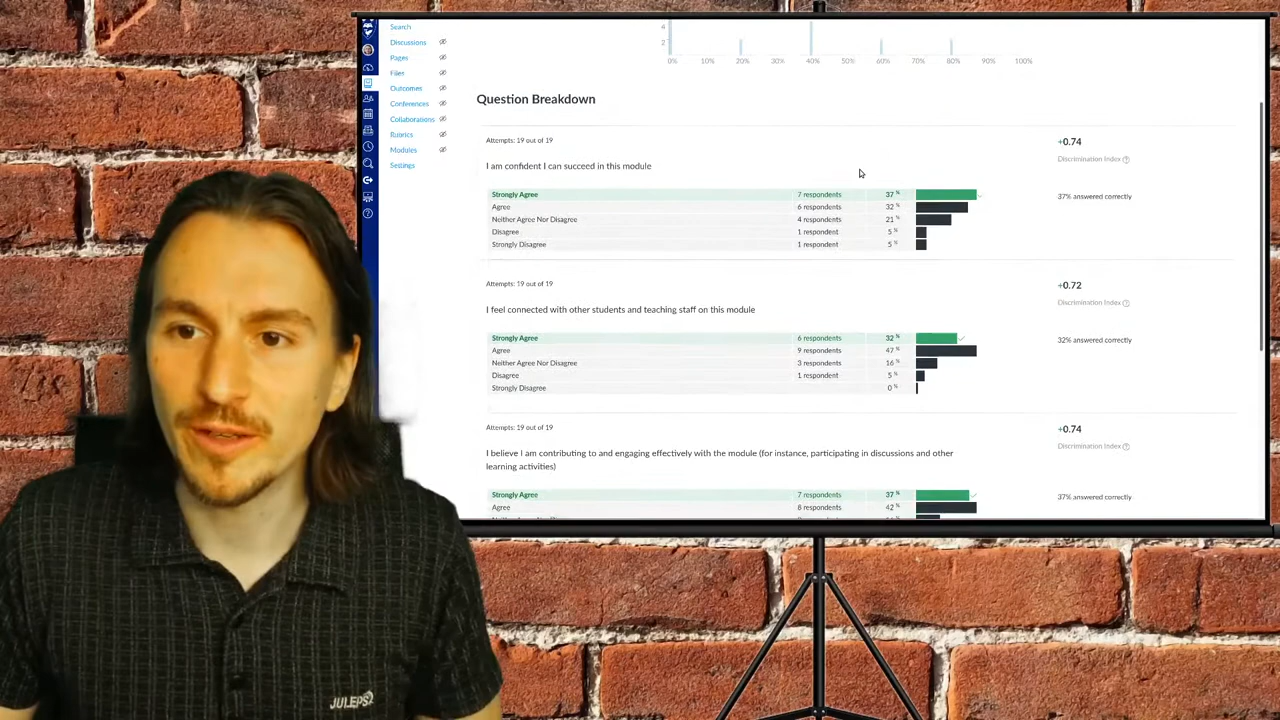 Search
Discussions
Pages
Files
Outcomes
Conferences
Collaborations
Rubrics
Modules
Settings
4
2
0% 10% 20% 30% 40% 50% 60% 70% 80% 90% 100%
Question Breakdown
Attempts: 19 out of 19
+0.74
Discrimination Index ?
I am confident I can succeed in this module
Strongly Agree 7 respondents 37 %
37% answered correctly
Agree 6 respondents 32 %
Neither Agree Nor Disagree 4 respondents 21 %
Disagree 1 respondent 5 %
Strongly Disagree 1 respondent 5 %
Attempts: 19 out of 19
+0.72
Discrimination Index ?
I feel connected with other students and teaching staff on this module
Strongly Agree 6 respondents 32 %
32% answered correctly
Agree 9 respondents 47 %
Neither Agree Nor Disagree 3 respondents 16 %
Disagree 1 respondent 5 %
Strongly Disagree 0 %
Attempts: 19 out of 19
+0.74
Discrimination Index ?
I believe I am contributing to and engaging effectively with the module (for instance, participating in discussions and other
learning activities)
Strongly Agree 7 respondents 37 %
37% answered correctly
Agree 8 respondents 42 %
JULEPS